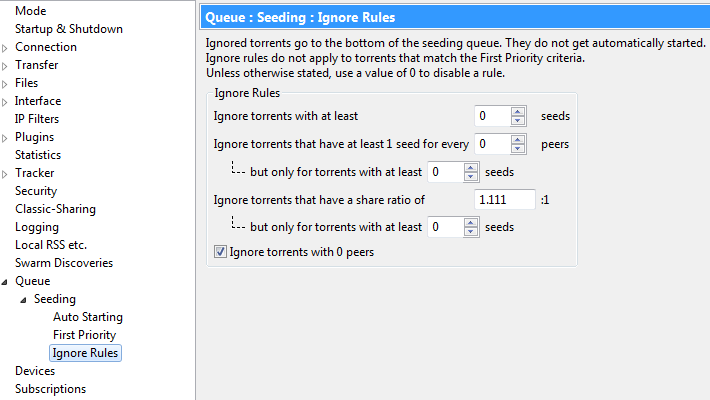 Mode
Startup & Shutdown
Connection
Transfer
Files
Interface
IP Filters
Plugins
Statistics
Tracker
Security
Classic-Sharing
Logging
Local RSS etc.
Swarm Discoveries
Queue
Seeding
Auto Starting
First Priority
Ignore Rules
Devices
Subscriptions
Queue : Seeding : Ignore Rules
Ignored torrents go to the bottom of the seeding queue. They do not get automatically started.
Ignore rules do not apply to torrents that match the First Priority criteria.
Unless otherwise stated, use a value of 0 to disable a rule.
Ignore Rules
Ignore torrents with at least 0 seeds
Ignore torrents that have at least 1 seed for every 0 peers
but only for torrents with at least 0 seeds
Ignore torrents that have a share ratio of 1.111 :1
but only for torrents with at least 0 seeds
Ignore torrents with 0 peers